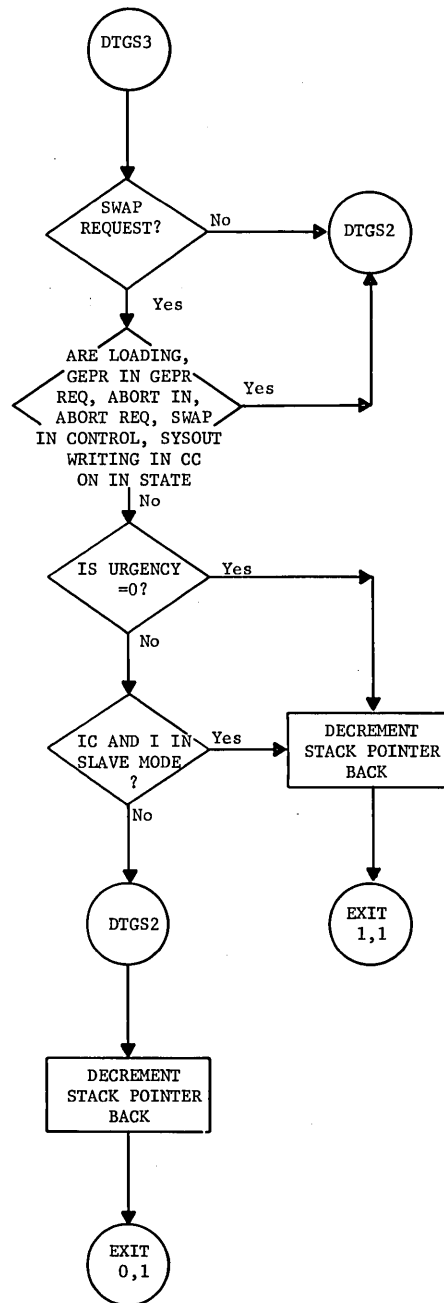 DTGS3
SWAP
REQUEST?
No
DTGS2
Yes
ARE LOADING,
GEPR IN GEPR
REQ, ABORT IN,
ABORT REQ, SWAP
IN CONTROL, SYSOUT
WRITING IN CC
ON IN STATE
Yes
No
IS URGENCY
=0?
Yes
No
IC AND I IN
SLAVE MODE
?
Yes
DECREMENT
STACK POINTER
BACK
No
DTGS2
EXIT
1,1
DECREMENT
STACK POINTER
BACK
EXIT
0,1